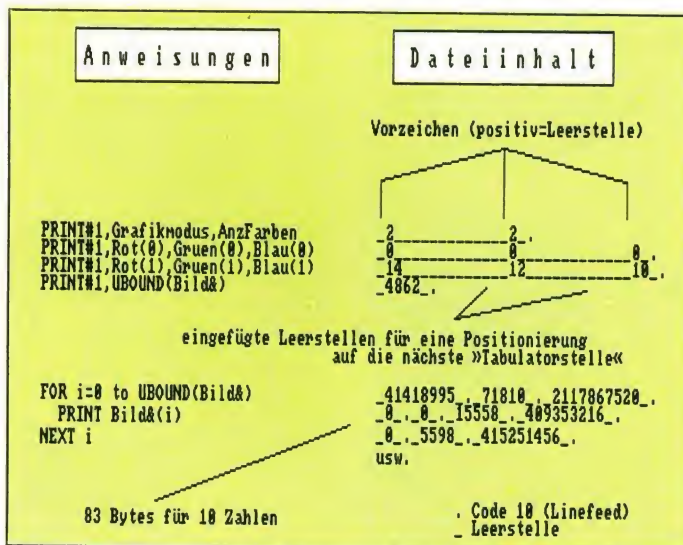 Anweisungen
Dateiinhalt
Vorzeichen (positiv=Leerstelle)
PRINT#1,Grafikmodus,AnzFarben
_2_____________2_.
PRINT#1,Rot(0),Gruen(0),Blau(0)
_0_____________0_____________0_.
PRINT#1,Rot(1),Gruen(1),Blau(1)
_14____________12____________10_.
PRINT#1,UBOUND(Bild&)
_4862_.
eingefügte Leerstellen für eine Positionierung
auf die nächste »Tabulatorstelle«
FOR i=0 to UBOUND(Bild&)
_41418995_._71810_._2117867520_.
PRINT Bild&(i)
_0_._0_._15558_._409353216_.
NEXT i
_0_._5598_._415251456_.
usw.
83 Bytes für 10 Zahlen
. Code 10 (Linefeed)
_ Leerstelle